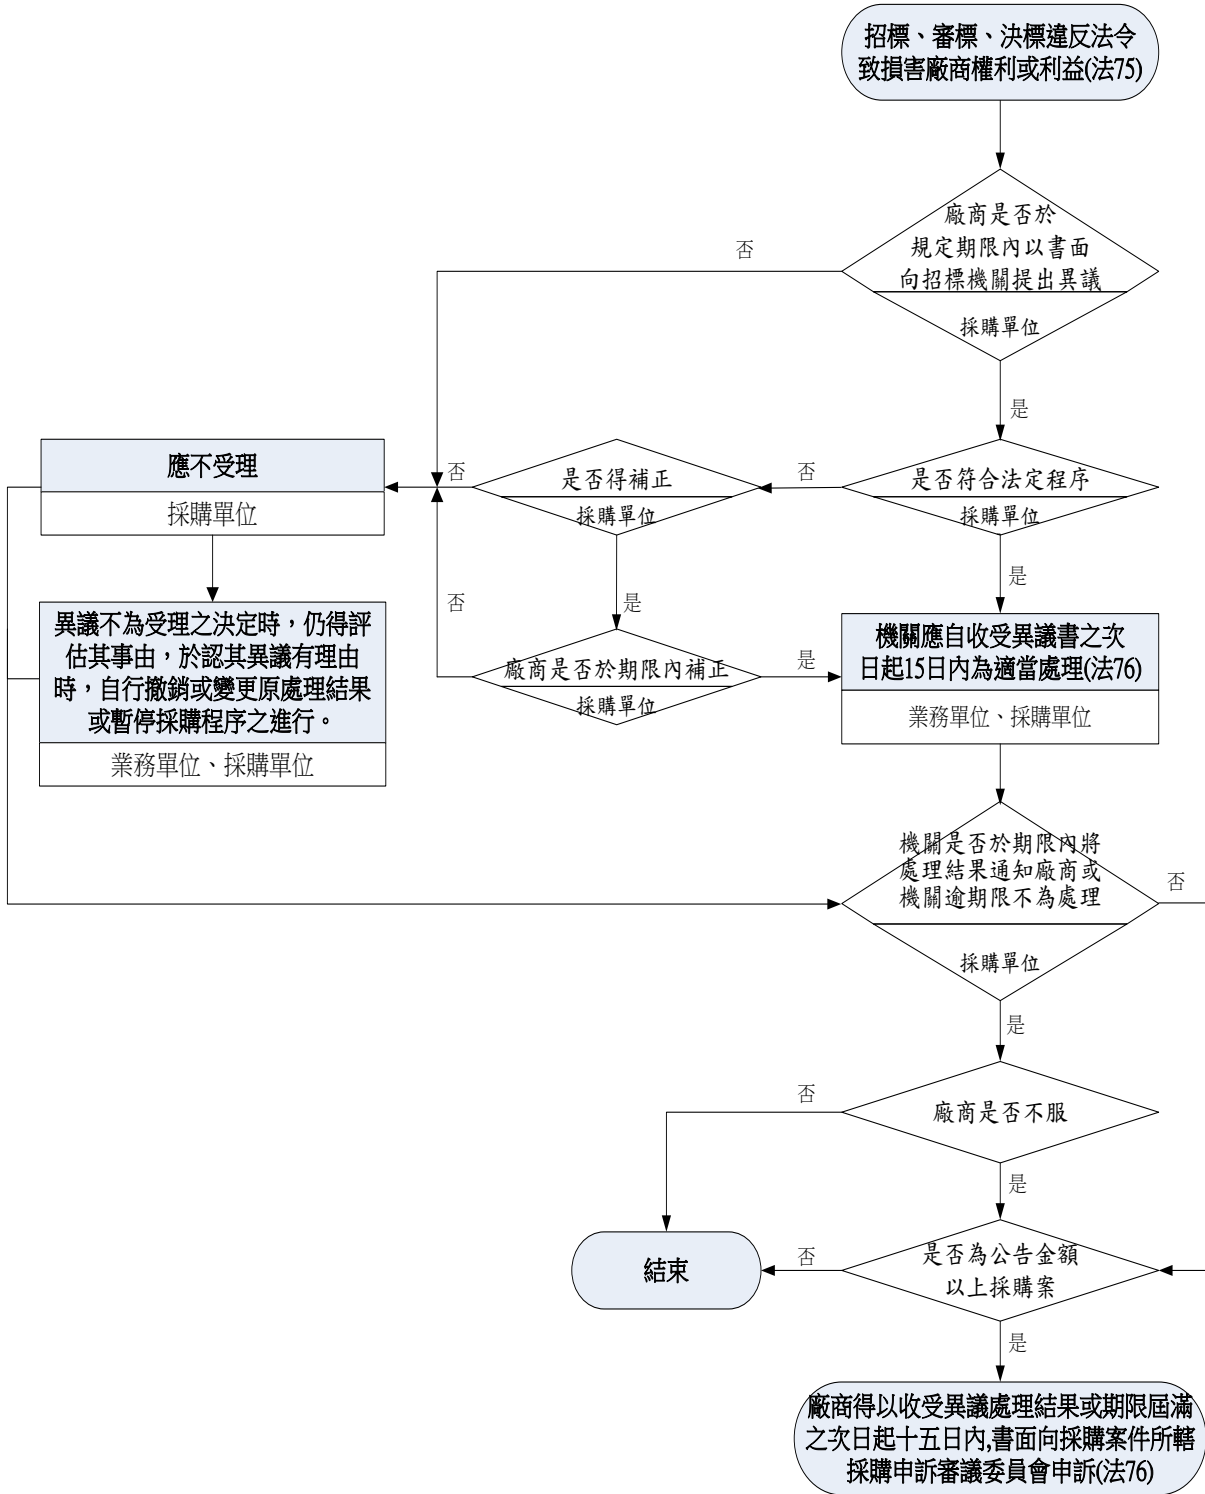 招標、審標、決標違反法令
致損害廠商權利或利益(法75)
廠商是否於
規定期限內以書面
向招標機關提出異議
採購單位
否
是
應不受理
採購單位
否
是否得補正
採購單位
否
是否符合法定程序
採購單位
是
是
異議不為受理之決定時，仍得評
估其事由，於認其異議有理由
時，自行撤銷或變更原處理結果
或暫停採購程序之進行。
業務單位、採購單位
否
廠商是否於期限內補正
採購單位
是
機關應自收受異議書之次
日起15日內為適當處理(法76)
業務單位、採購單位
機關是否於期限內將
處理結果通知廠商或
機關逾期限不為處理
採購單位
否
是
廠商是否不服
否
是
結束
否
是否為公告金額
以上採購案
是
廠商得以收受異議處理結果或期限屆滿
之次日起十五日內,書面向採購案件所轄
採購申訴審議委員會申訴(法76)